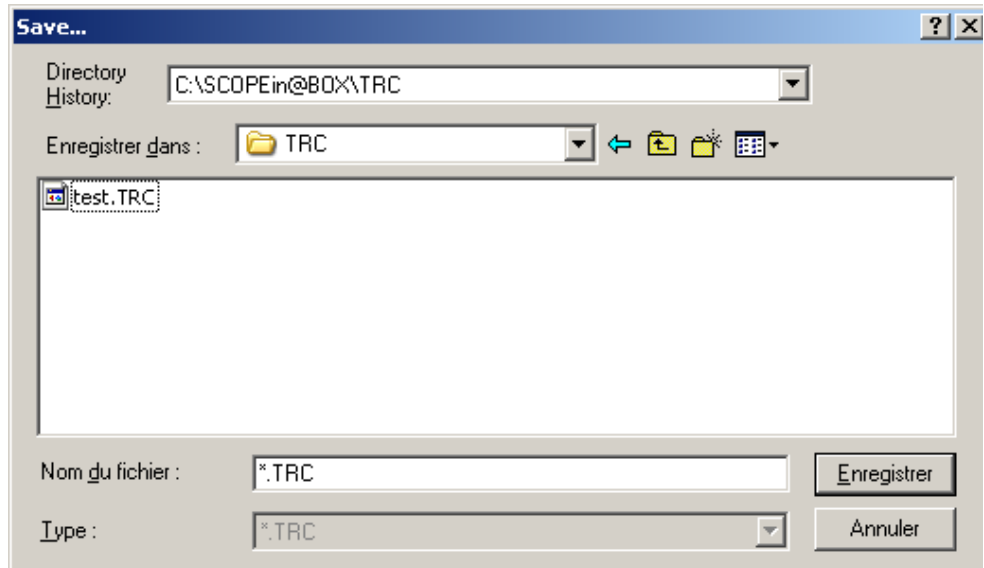 Save...
Directory
History:
C:\SCOPEin@BOX\TRC
Enregistrer dans :
TRC
test.TRC
Nom du fichier :
*.TRC
Enregistrer
Type :
*.TRC
Annuler